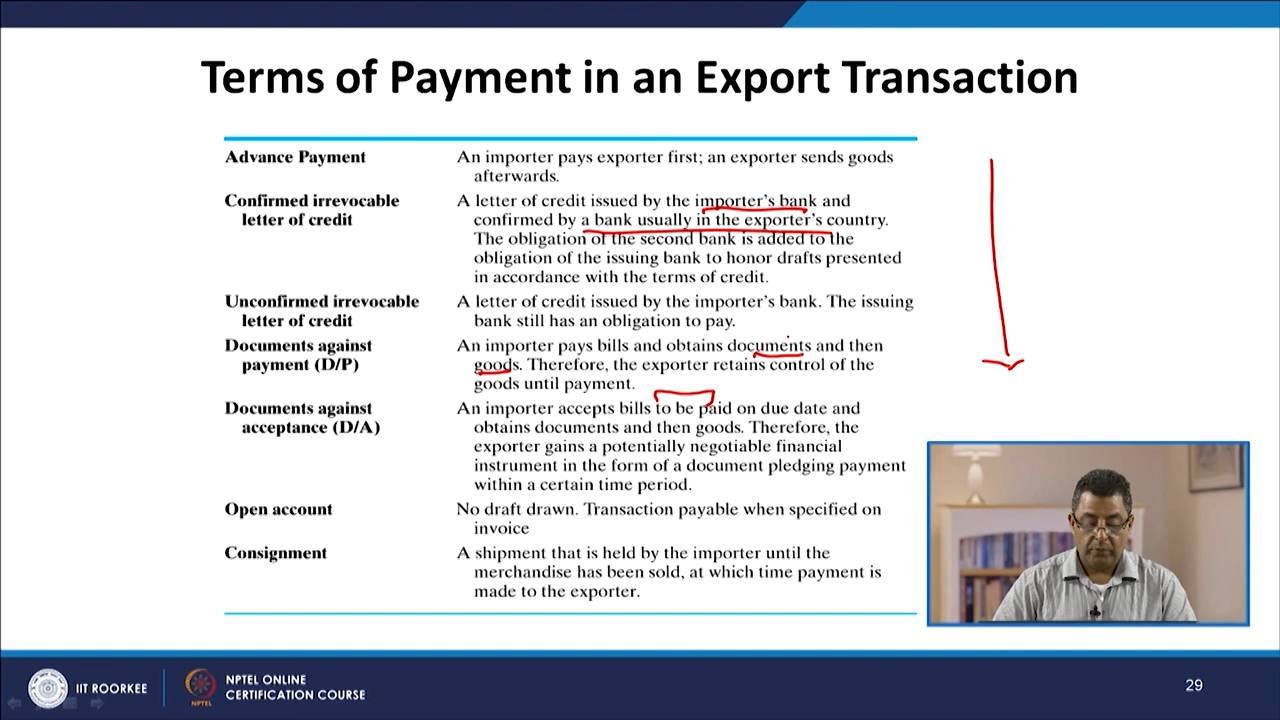 Terms of Payment in an Export Transaction
Advance Payment
An importer pays exporter first; an exporter sends goods
afterwards.
Confirmed irrevocable
letter of credit
A letter of credit issued by the importer's bank and
confirmed by a bank usually in the exporter's country.
The obligation of the second bank is added to the
obligation of the issuing bank to honor drafts presented
in accordance with the terms of credit.
Unconfirmed irrevocable
letter of credit
A letter of credit issued by the importer's bank. The issuing
bank still has an obligation to pay.
Documents against
payment (D/P)
An importer pays bills and obtains documents and then
goods. Therefore, the exporter retains control of the
goods until payment.
Documents against
acceptance (D/A)
An importer accepts bills to be paid on due date and
obtains documents and then goods. Therefore, the
exporter gains a potentially negotiable financial
instrument in the form of a document pledging payment
within a certain time period.
Open account
No draft drawn. Transaction payable when specified on
invoice
Consignment
A shipment that is held by the importer until the
merchandise has been sold, at which time payment is
made to the exporter.
IIT ROORKEE
NPTEL
NPTEL ONLINE
CERTIFICATION COURSE
29